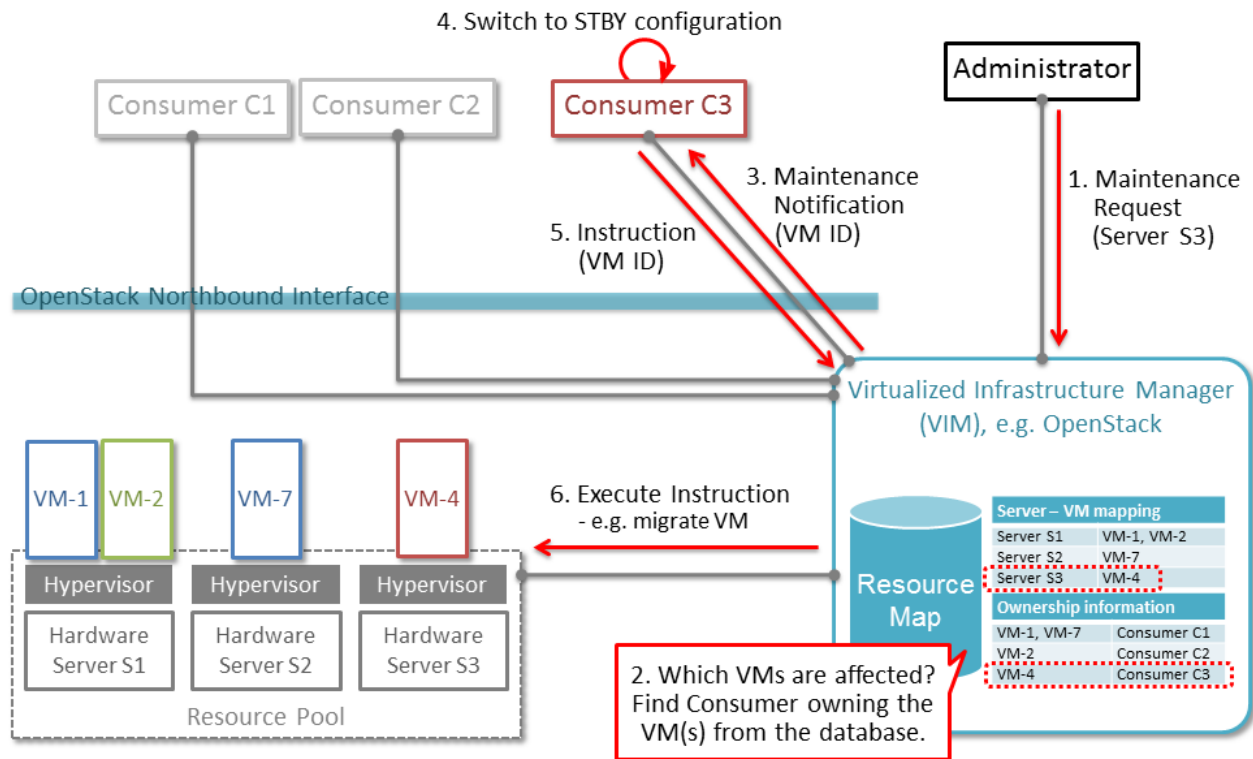 4. Switch to STBY configuration
Consumer C1
Consumer C2
Consumer C3
Administrator
3. Maintenance
Notification
(VM ID)
1. Maintenance
Request
(Server S3)
5. Instruction
(VM ID)
OpenStack Northbound Interface
Virtualized Infrastructure Manager
(VIM), e.g. OpenStack
VM-1
VM-2
VM-7
VM-4
6. Execute Instruction
- e.g. migrate VM
Server – VM mapping
Server S1 VM-1, VM-2
Server S2 VM-7
Server S3 VM-4
Resource
Map
Ownership information
VM-1, VM-7 Consumer C1
VM-2 Consumer C2
VM-4 Consumer C3
Hypervisor
Hypervisor
Hypervisor
Hardware
Server S1
Hardware
Server S2
Hardware
Server S3
Resource Pool
2. Which VMs are affected?
Find Consumer owning the
VM(s) from the database.